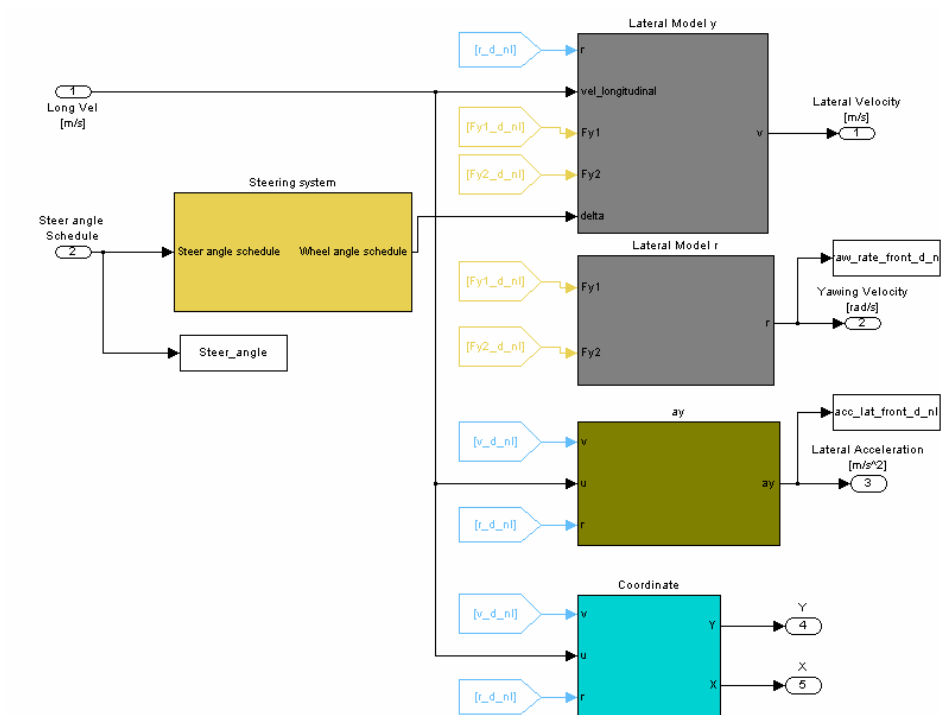 Lateral Model y
[r_d_nl]
r
1
Long Vel
[m/s]
vel_longitudinal
[Fy1_d_nl]
Fy1
v
Lateral Velocity
[m/s]
1
[Fy2_d_nl]
Fy2
delta
Steering system
Steer angle
Schedule
2
Steer angle schedule
Wheel angle schedule
Steer_angle
Lateral Model r
[Fy1_d_nl]
Fy1
[Fy2_d_nl]
Fy2
r
aw_rate_front_d_n
Yawing Velocity
[rad/s]
2
ay
[v_d_nl]
v
u
[r_d_nl]
r
ay
acc_lat_front_d_nl
Lateral Acceleration
[m/s^2]
3
Coordinate
[v_d_nl]
v
u
[r_d_nl]
r
Y
X
Y
4
X
5